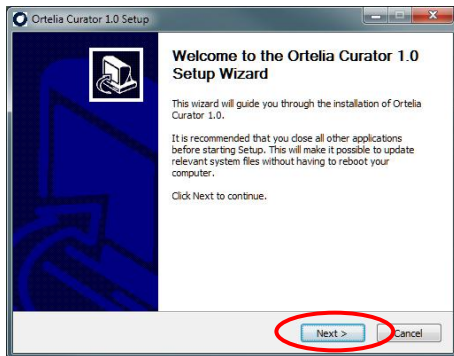 Ortelia Curator 1.0 Setup
Welcome to the Ortelia Curator 1.0
Setup Wizard
This wizard will guide you through the installation of Ortelia
Curator 1.0.
It is recommended that you close all other applications
before starting Setup. This will make it possible to update
relevant system files without having to reboot your
computer.
Click Next to continue.
Next > Cancel